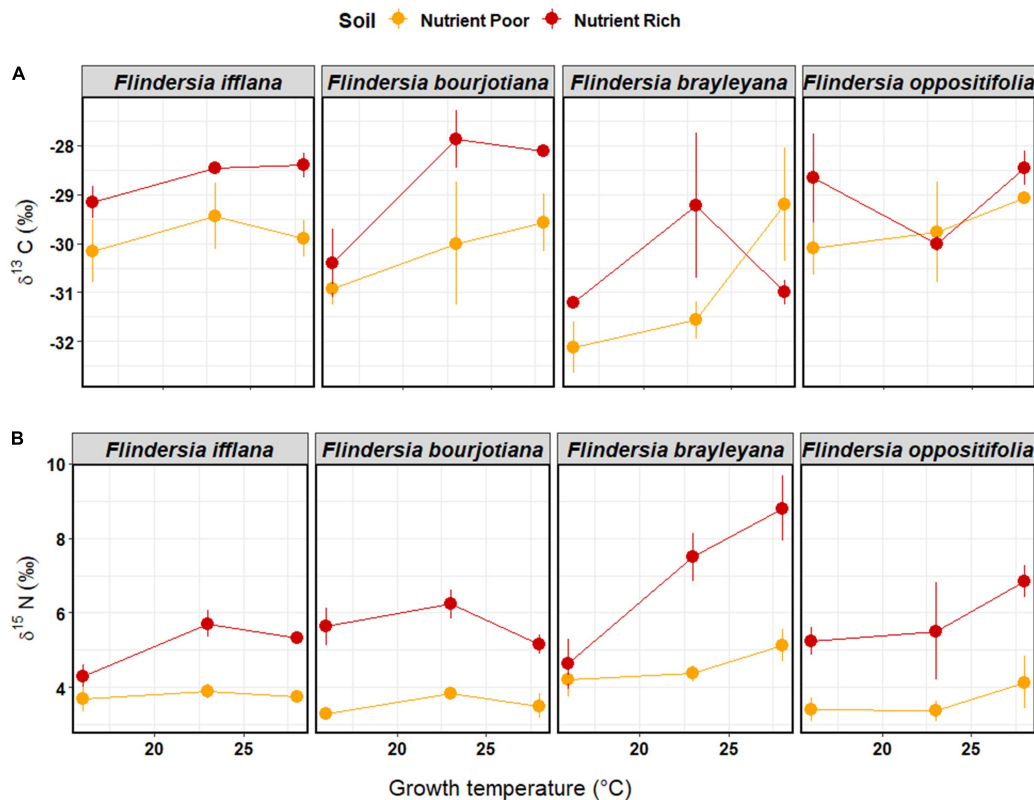 Soil Nutrient Poor Nutrient Rich
A
Flindersia ifflana Flindersia bourjotiana Flindersia brayleyana Flindersia oppositifolia
-28
-29
-30
-31
-32
δ13 C (‰)
B
Flindersia ifflana Flindersia bourjotiana Flindersia brayleyana Flindersia oppositifolia
10
8
6
4
δ15 N (‰)
20 25 20 25 20 25 20 25
Growth temperature (°C)